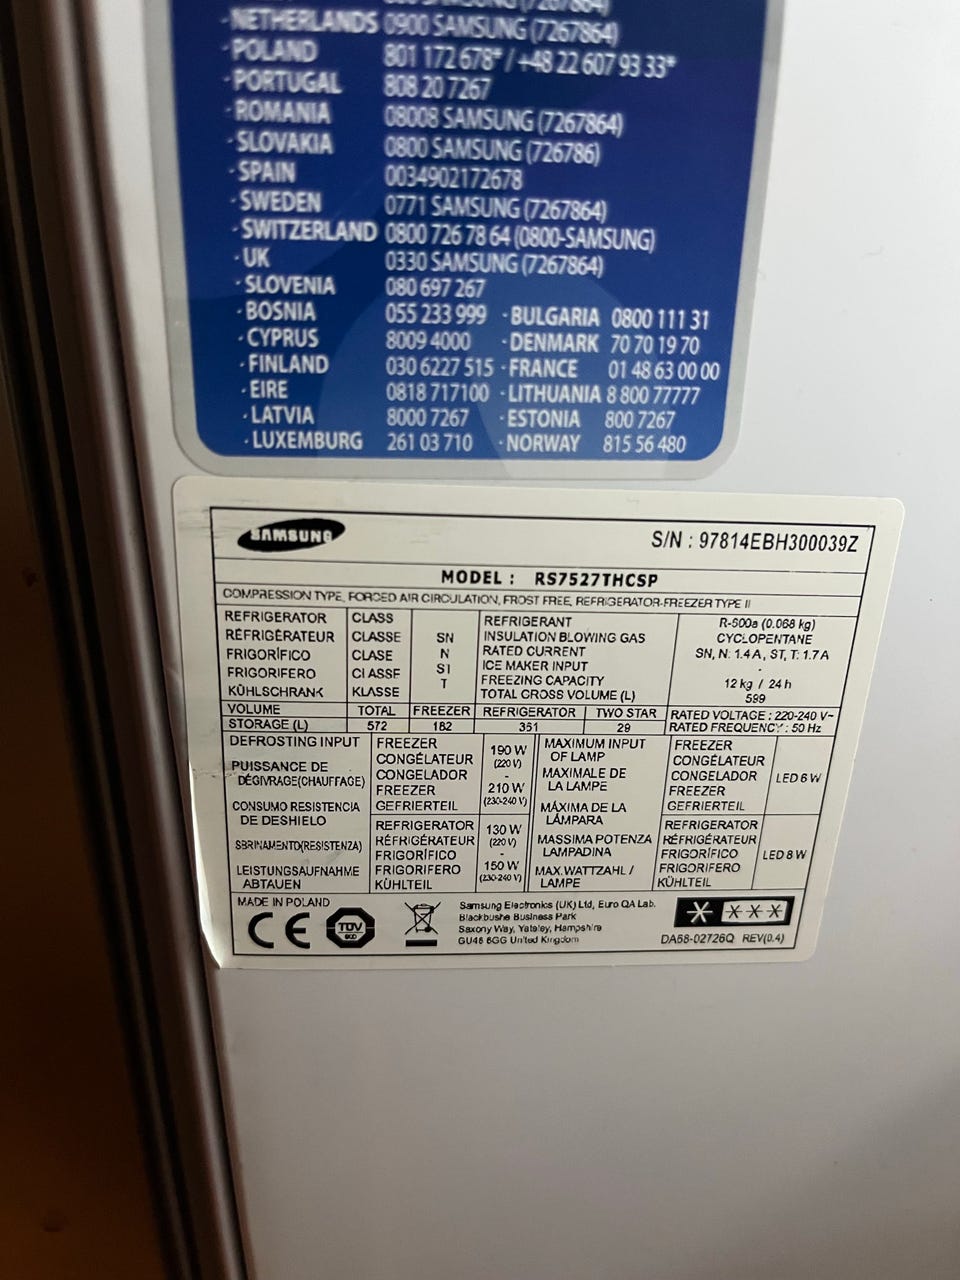 0800 SAMSUNG (7267864)
· NETHERLANDS 0900 SAMSUNG (7267864)
· POLAND 801 172 678* / +48 22 607 93 33*
· PORTUGAL 808 20 7267
· ROMANIA 08008 SAMSUNG (7267864)
· SLOVAKIA 0800 SAMSUNG (726786)
· SPAIN 0034902172678
· SWEDEN 0771 SAMSUNG (7267864)
· SWITZERLAND 0800 726 78 64 (0800-SAMSUNG)
· UK 0330 SAMSUNG (7267864)
· SLOVENIA 080 697 267
· BOSNIA 055 233 999 · BULGARIA 0800 111 31
· CYPRUS 8009 4000 · DENMARK 70 70 19 70
· FINLAND 030 6227 515 · FRANCE 01 48 63 00 00
· EIRE 0818 717100 · LITHUANIA 8 800 77777
· LATVIA 8000 7267 · ESTONIA 800 7267
· LUXEMBURG 261 03 710 · NORWAY 815 56 480
SAMSUNG S/N : 97814EBH300039Z
MODEL : RS7527THCSP
COMPRESSION TYPE, FORCED AIR CIRCULATION, FROST FREE, REFRIGERATOR-FREEZER TYPE II
REFRIGERATOR CLASS REFRIGERANT R-600a (0.068 kg)
RÉFRIGÉRATEUR CLASSE SN INSULATION BLOWING GAS CYCLOPENTANE
FRIGORÍFICO CLASE N RATED CURRENT SN, N: 1.4 A, ST, T: 1.7 A
FRIGORIFERO CLASSE ST ICE MAKER INPUT
KÜHLSCHRANK KLASSE T FREEZING CAPACITY 12 kg / 24 h
TOTAL GROSS VOLUME (L) 599
VOLUME TOTAL FREEZER REFRIGERATOR TWO STAR RATED VOLTAGE : 220-240 V~
STORAGE (L) 572 182 361 29 RATED FREQUENCY : 50 Hz
DEFROSTING INPUT FREEZER 190 W MAXIMUM INPUT FREEZER
PUISSANCE DE CONGÉLATEUR (220 V) OF LAMP CONGÉLATEUR
DÉGIVRAGE(CHAUFFAGE) CONGELADOR - MAXIMALE DE CONGELADOR LED 6 W
FREEZER 210 W LA LAMPE FREEZER
CONSUMO RESISTENCIA GEFRIERTEIL (230-240 V) MÁXIMA DE LA GEFRIERTEIL
DE DESHIELO REFRIGERATOR 130 W LÁMPARA REFRIGERATOR
SBRINAMENTO(RESISTENZA) RÉFRIGÉRATEUR (220 V) MASSIMA POTENZA RÉFRIGÉRATEUR
FRIGORÍFICO - LAMPADINA FRIGORÍFICO LED 8 W
LEISTUNGSAUFNAHME FRIGORIFERO 150 W MAX.WATTZAHL / FRIGORIFERO
ABTAUEN KÜHLTEIL (230-240 V) LAMPE KÜHLTEIL
MADE IN POLAND
CE TÜV
Samsung Electronics (UK) Ltd, Euro QA Lab.
Blackbushe Business Park
Saxony Way, Yateley, Hampshire
GU46 6GG United Kingdom
DA68-02726Q REV(0.4)